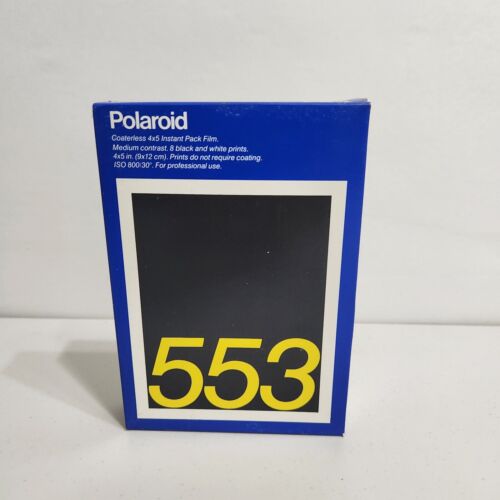 Polaroid
Coaterless 4x5 Instant Pack Film.
Medium contrast. 8 black and white prints.
4x5 in. (9x12 cm). Prints do not require coating.
ISO 800/30°. For professional use.
553